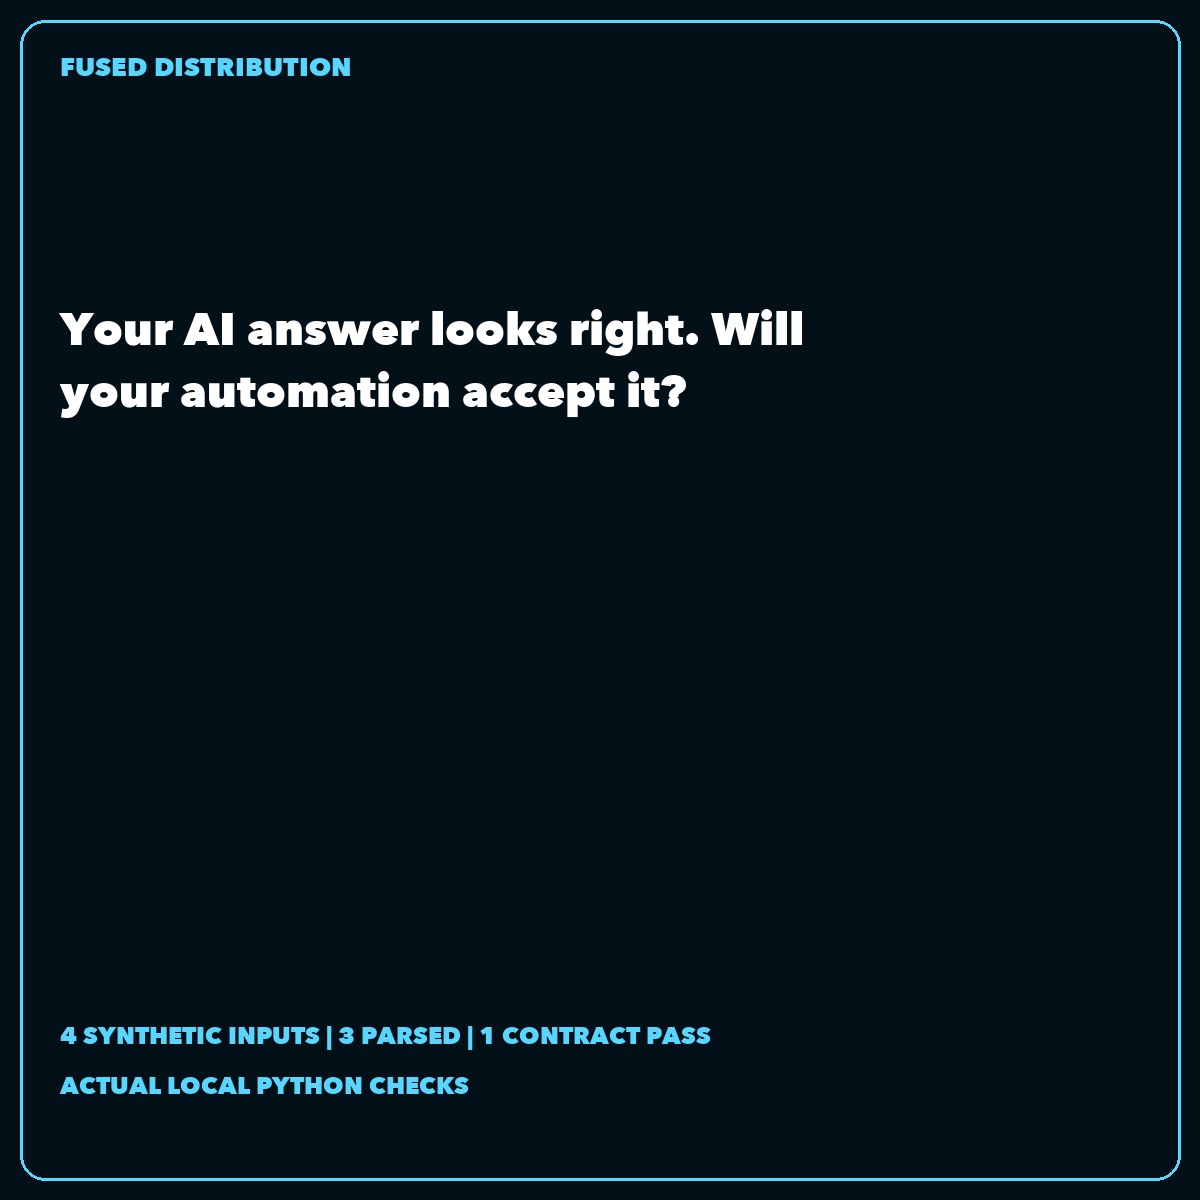 FUSED DISTRIBUTION
Your AI answer looks right. Will
your automation accept it?
4 SYNTHETIC INPUTS | 3 PARSED | 1 CONTRACT PASS
ACTUAL LOCAL PYTHON CHECKS